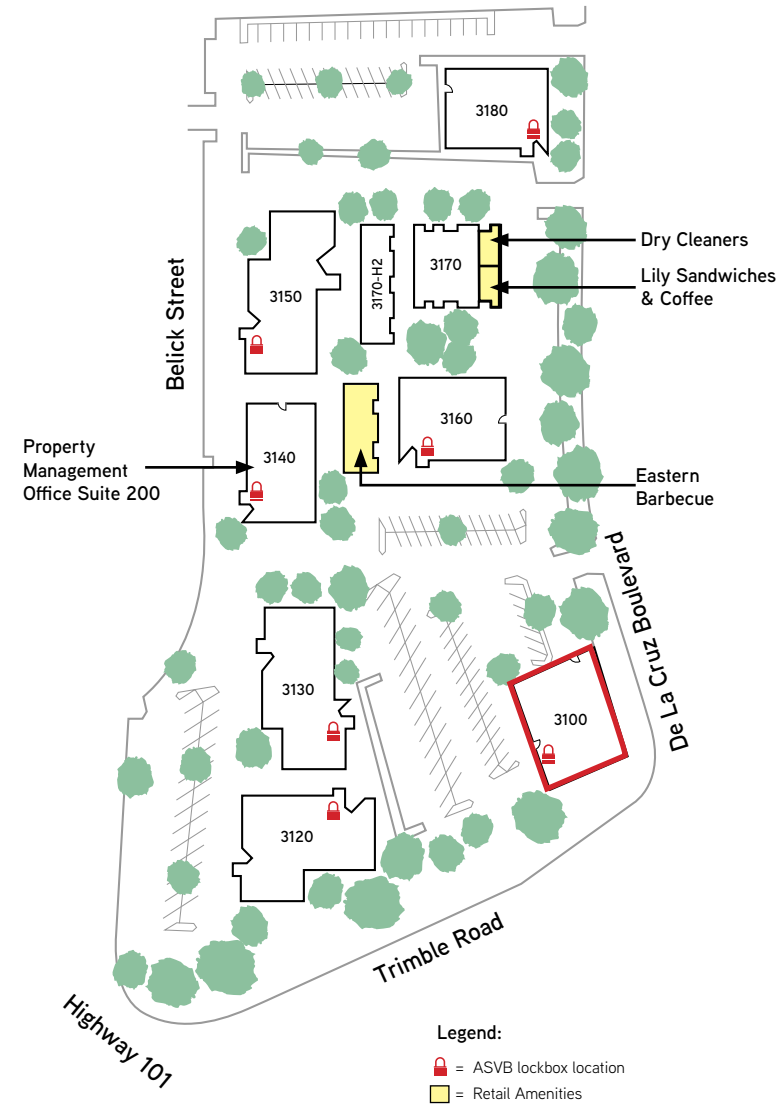 3180
Dry Cleaners
3170
Lily Sandwiches
& Coffee
3170-H2
3150
Belick Street
3160
3140
Property
Management
Office Suite 200
Eastern
Barbecue
De La Cruz Boulevard
3130
3100
3120
Trimble Road
Highway 101
Legend:
= ASVB lockbox location
= Retail Amenities